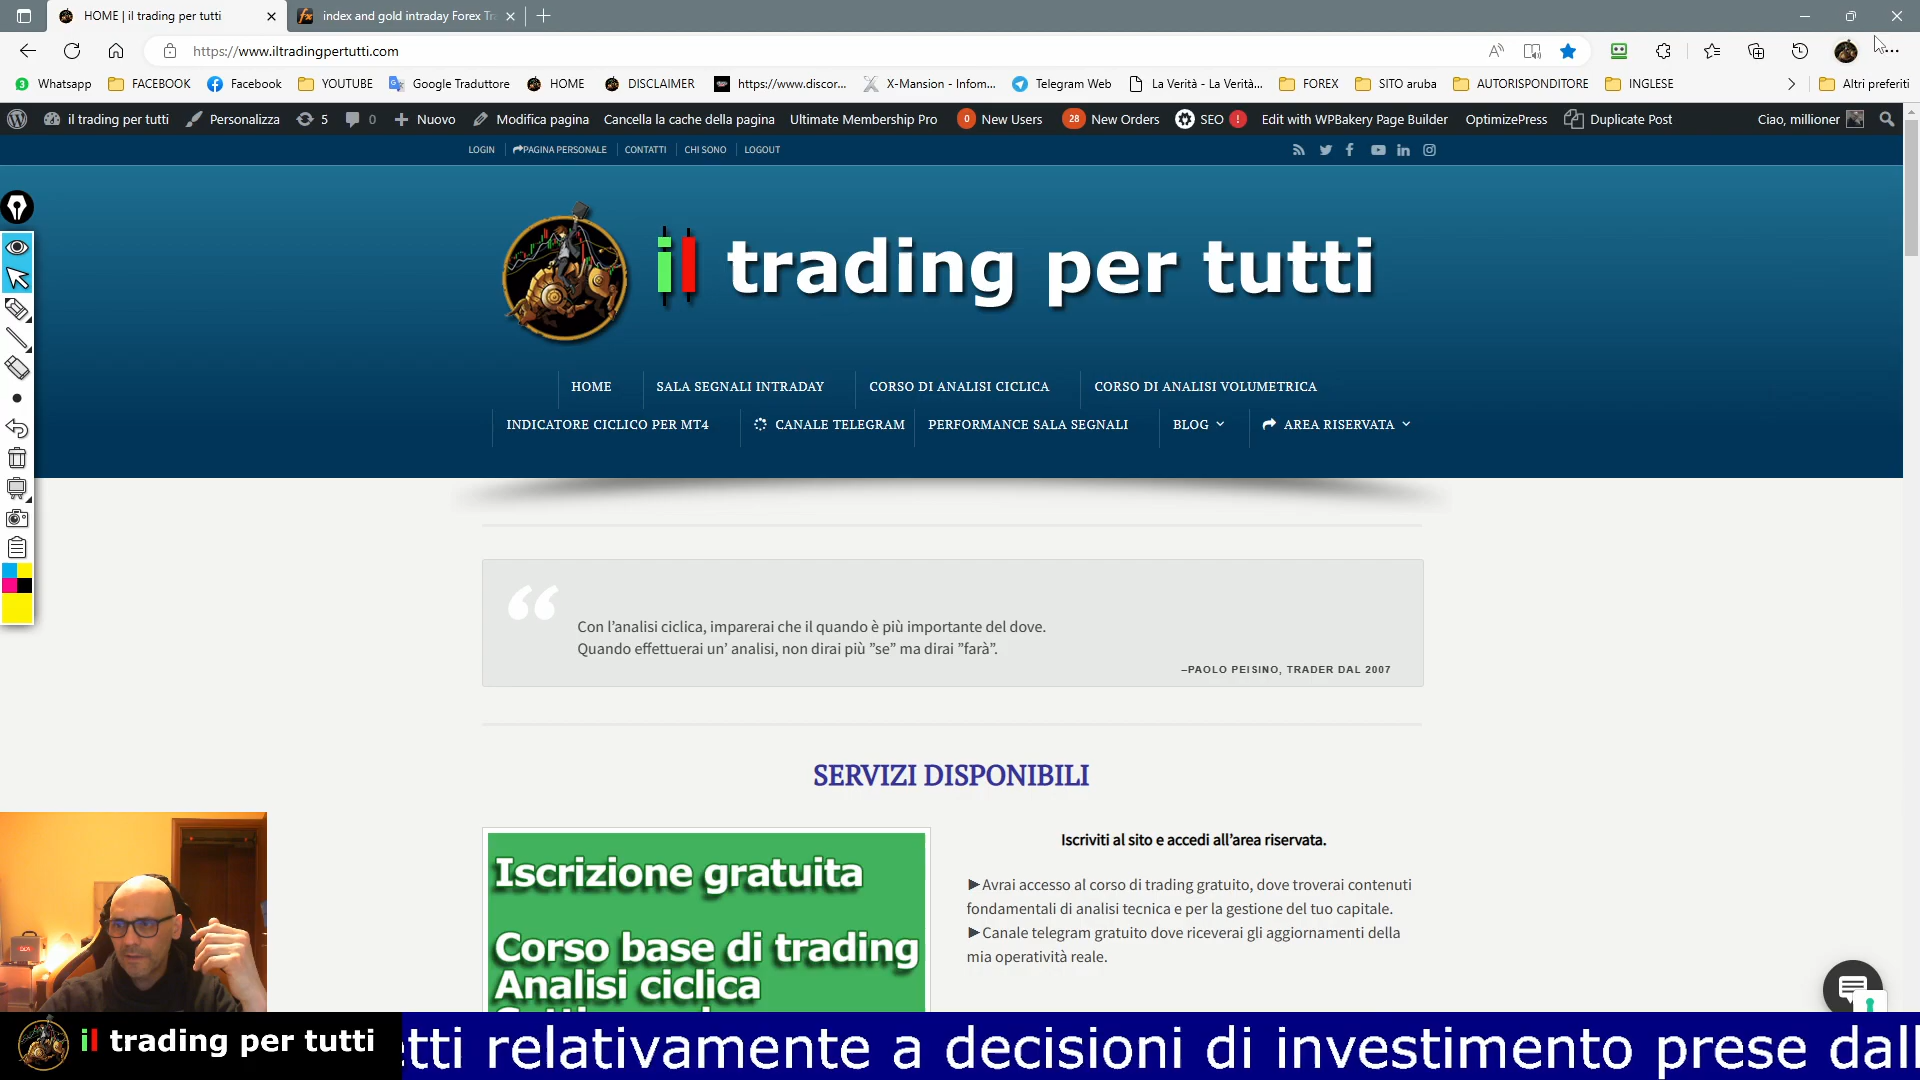 HOME | il trading per tutti
index and gold intraday Forex Tr
https://www.iltradingpertutti.com
Whatsapp
FACEBOOK
Facebook
YOUTUBE
Google Traduttore
HOME
DISCLAIMER
https://www.discor...
X-Mansion - Infom...
Telegram Web
La Verità - La Verità...
FOREX
SITO aruba
AUTORISPONDITORE
INGLESE
Altri preferiti
il trading per tutti
Personalizza
5
0
Nuovo
Modifica pagina
Cancella la cache della pagina
Ultimate Membership Pro
0 New Users
28 New Orders
SEO !
Edit with WPBakery Page Builder
OptimizePress
Duplicate Post
Ciao, millioner
LOGIN
PAGINA PERSONALE
CONTATTI
CHI SONO
LOGOUT
il trading per tutti
HOME
SALA SEGNALI INTRADAY
CORSO DI ANALISI CICLICA
CORSO DI ANALISI VOLUMETRICA
INDICATORE CICLICO PER MT4
CANALE TELEGRAM
PERFORMANCE SALA SEGNALI
BLOG
AREA RISERVATA
“
Con l’analisi ciclica, imparerai che il quando è più importante del dove.
Quando effettuerai un’ analisi, non dirai più ”se” ma dirai ”farà”.
–PAOLO PEISINO, TRADER DAL 2007
SERVIZI DISPONIBILI
Iscrizione gratuita
Corso base di trading
Analisi ciclica
Iscriviti al sito e accedi all’area riservata.
►Avrai accesso al corso di trading gratuito, dove troverai contenuti
fondamentali di analisi tecnica e per la gestione del tuo capitale.
►Canale telegram gratuito dove riceverai gli aggiornamenti della
mia operatività reale.
il trading per tutti
etti relativamente a decisioni di investimento prese dall